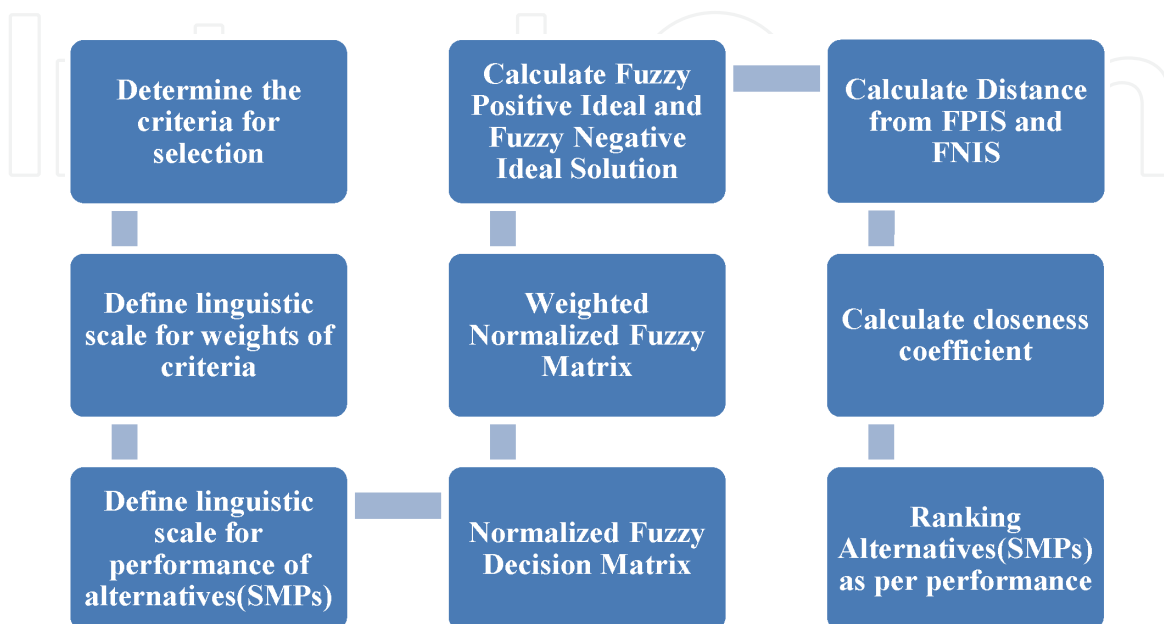 Determine the
criteria for
selection
Define linguistic
scale for weights of
criteria
Define linguistic
scale for
performance of
alternatives(SMPs)
Normalized Fuzzy
Decision Matrix
Weighted
Normalized Fuzzy
Matrix
Calculate Fuzzy
Positive Ideal and
Fuzzy Negative
Ideal Solution
Calculate Distance
from FPIS and
FNIS
Calculate closeness
coefficient
Ranking
Alternatives(SMPs)
as per performance